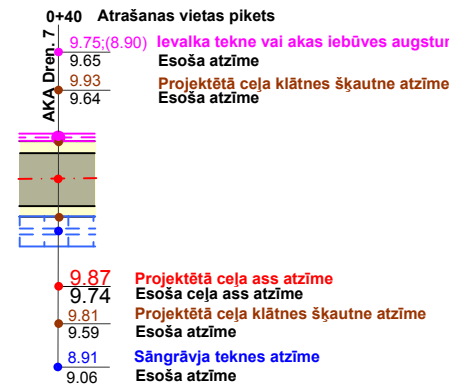 0+40 Atrašanas vietas pikets
AKA Dren. 7
9.75;(8.90) Ievalka tekne vai akas iebūves augstu
9.65 Esoša atzīme
9.93 Projektētā ceļa klātnes šķautne atzīme
9.64 Esoša atzīme
9.87 Projektētā ceļa ass atzīme
9.74 Esoša ceļa ass atzīme
9.81 Projektētā ceļa klātnes šķautne atzīme
9.59 Esoša atzīme
8.91 Sāngrāvja teknes atzīme
9.06 Esoša atzīme